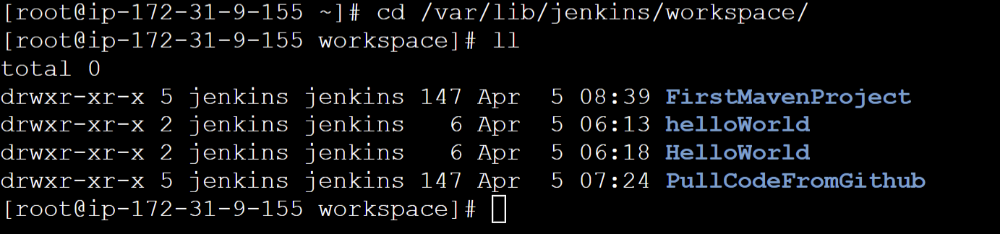 [root@ip-172-31-9-155 ~]# cd /var/lib/jenkins/workspace/
[root@ip-172-31-9-155 workspace]# ll
total 0
drwxr-xr-x 5 jenkins jenkins 147 Apr  5 08:39 FirstMavenProject
drwxr-xr-x 2 jenkins jenkins   6 Apr  5 06:13 helloWorld
drwxr-xr-x 2 jenkins jenkins   6 Apr  5 06:18 HelloWorld
drwxr-xr-x 5 jenkins jenkins 147 Apr  5 07:24 PullCodeFromGithub
[root@ip-172-31-9-155 workspace]#